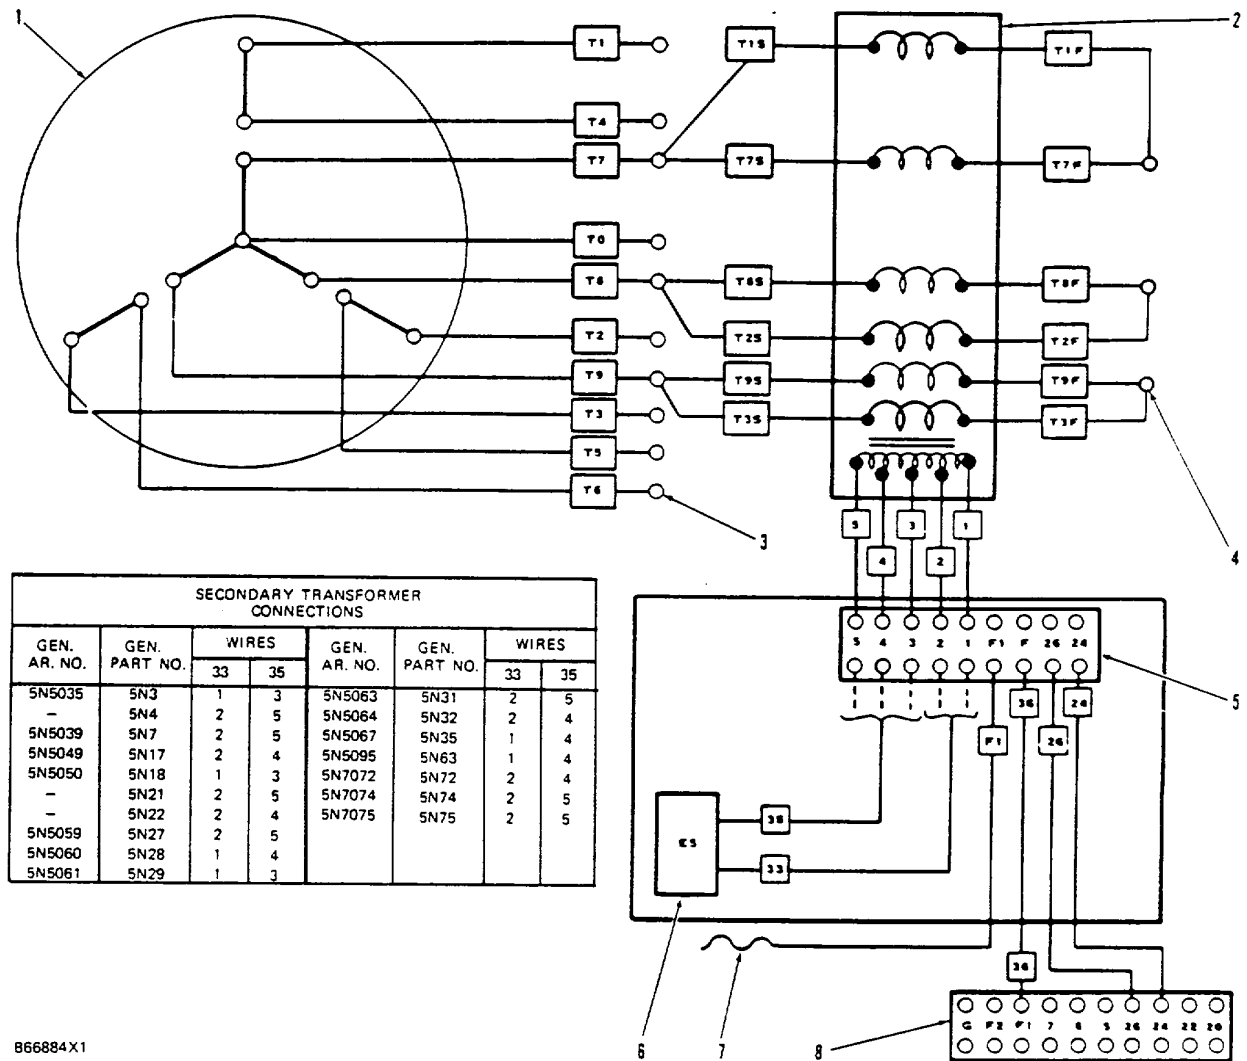 1
2
T1
T1S
T1F
T4
T7
T7S
T7F
T0
T8
T8S
T8F
T2
T2S
T2F
T9
T9S
T9F
T3
T3S
T3F
T5
T6
3
4
5
3
1
4
2
SECONDARY TRANSFORMER
CONNECTIONS
GEN. AR. NO. GEN. PART NO. WIRES GEN. AR. NO. GEN. PART NO. WIRES
33 35 33 35
5N5035 5N3 1 3 5N5063 5N31 2 5
– 5N4 2 5 5N5064 5N32 2 4
5N5039 5N7 2 5 5N5067 5N35 1 4
5N5049 5N17 2 4 5N5095 5N63 1 4
5N5050 5N18 1 3 5N7072 5N72 2 4
– 5N21 2 5 5N7074 5N74 2 5
– 5N22 2 4 5N7075 5N75 2 5
5N5059 5N27 2 5
5N5060 5N28 1 4
5N5061 5N29 1 3
5 4 3 2 1 F1 F 26 24
5
36
24
F1
26
ES
35
33
36
G F2 F1 7 6 5 26 24 22 20
6
7
8
B66884X1